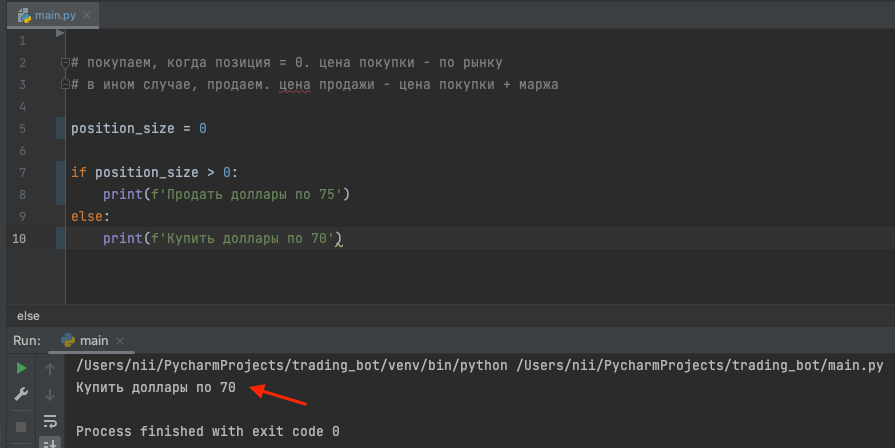 main.py
1
2 # покупаем, когда позиция = 0. цена покупки - по рынку
3 # в ином случае, продаем. цена продажи - цена покупки + маржа
4
5 position_size = 0
6
7 if position_size > 0:
8 print(f'Продать доллары по 75')
9 else:
10 print(f'Купить доллары по 70')
else
Run: main
/Users/nii/PycharmProjects/trading_bot/venv/bin/python /Users/nii/PycharmProjects/trading_bot/main.py
Купить доллары по 70
Process finished with exit code 0